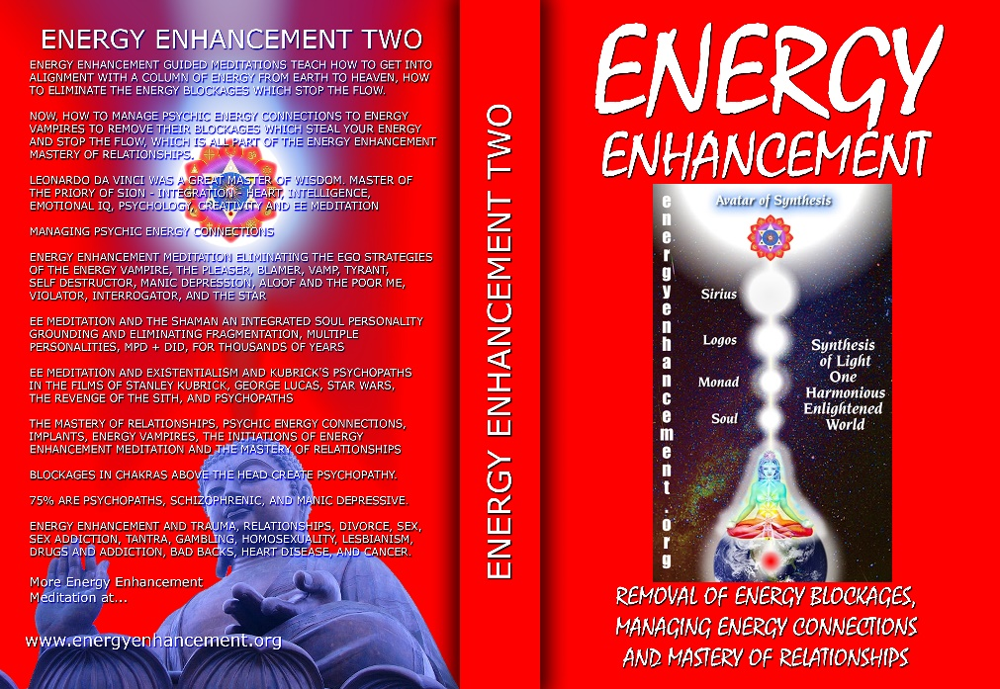 ENERGY ENHANCEMENT TWO
ENERGY ENHANCEMENT GUIDED MEDITATIONS TEACH HOW TO GET INTO
ALIGNMENT WITH A COLUMN OF ENERGY FROM EARTH TO HEAVEN, HOW
TO ELIMINATE THE ENERGY BLOCKAGES WHICH STOP THE FLOW.
NOW, HOW TO MANAGE PSYCHIC ENERGY CONNECTIONS TO ENERGY
VAMPIRES TO REMOVE THEIR BLOCKAGES WHICH STEAL YOUR ENERGY
AND STOP THE FLOW, WHICH IS ALL PART OF THE ENERGY ENHANCEMENT
MASTERY OF RELATIONSHIPS.
LEONARDO DA VINCI WAS A GREAT MASTER OF WISDOM. MASTER OF
THE PRIORY OF SION - INTEGRATION - HEART, INTELLIGENCE,
EMOTIONAL IQ, PSYCHOLOGY, CREATIVITY AND EE MEDITATION
MANAGING PSYCHIC ENERGY CONNECTIONS
ENERGY ENHANCEMENT MEDITATION ELIMINATING THE EGO STRATEGIES
OF THE ENERGY VAMPIRE, THE PLEASER, BLAMER, VAMP, TYRANT,
SELF DESTRUCTOR, MANIC DEPRESSION, ALOOF AND THE POOR ME,
VIOLATOR, INTERROGATOR, AND THE STAR
EE MEDITATION AND THE SHAMAN AN INTEGRATED SOUL PERSONALITY
GROUNDING AND ELIMINATING FRAGMENTATION, MULTIPLE
PERSONALITIES, MPD + DID, FOR THOUSANDS OF YEARS
EE MEDITATION AND EXISTENTIALISM AND KUBRICK'S PSYCHOPATHS
IN THE FILMS OF STANLEY KUBRICK, GEORGE LUCAS, STAR WARS,
THE REVENGE OF THE SITH, AND PSYCHOPATHS
THE MASTERY OF RELATIONSHIPS, PSYCHIC ENERGY CONNECTIONS,
IMPLANTS, ENERGY VAMPIRES, THE INITIATIONS OF ENERGY
ENHANCEMENT MEDITATION AND THE MASTERY OF RELATIONSHIPS
BLOCKAGES IN CHAKRAS ABOVE THE HEAD CREATE PSYCHOPATHY.
75% ARE PSYCHOPATHS, SCHIZOPHRENIC, AND MANIC DEPRESSIVE.
ENERGY ENHANCEMENT AND TRAUMA, RELATIONSHIPS, DIVORCE, SEX,
SEX ADDICTION, TANTRA, GAMBLING, HOMOSEXUALITY, LESBIANISM,
DRUGS AND ADDICTION, BAD BACKS, HEART DISEASE, AND CANCER.
More Energy Enhancement
Meditation at...
www.energyenhancement.org
ENERGY ENHANCEMENT TWO
ENERGY
ENHANCEMENT
energyenhancement.org
Avatar of Synthesis
Sirius
Logos
Monad
Soul
Synthesis
of Light
One
Harmonious
Enlightened
World
REMOVAL OF ENERGY BLOCKAGES,
MANAGING ENERGY CONNECTIONS
AND MASTERY OF RELATIONSHIPS